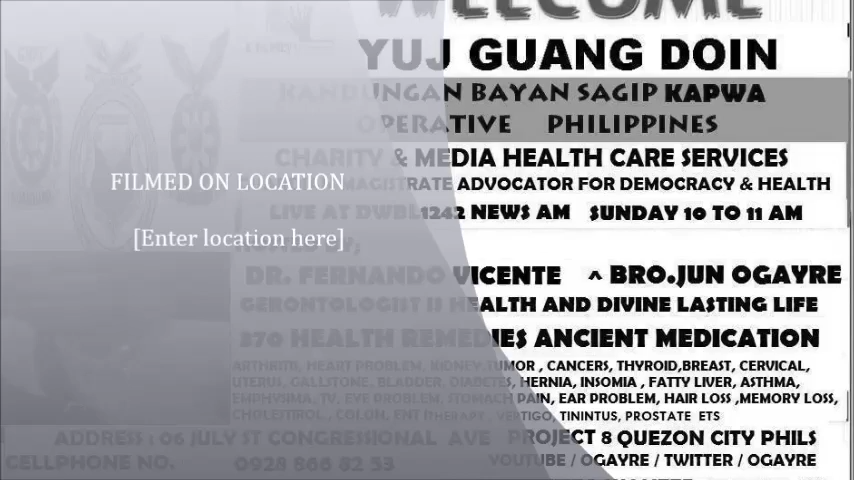 WELCOME
YUJ GUANG DOIN
KANDUNGAN BAYAN SAGIP KAPWA
OPERATIVE PHILIPPINES
CHARITY & MEDIA HEALTH CARE SERVICES
FILMED ON LOCATION
MAGISTRATE ADVOCATOR FOR DEMOCRACY & HEALTH
LIVE AT DWBL 1242 NEWS AM SUNDAY 10 TO 11 AM
[Enter location here]
DR. FERNANDO VICENTE ^ BRO.JUN OGAYRE
GERONTOLOGIST IS HEALTH AND DIVINE LASTING LIFE
270 HEALTH REMEDIES ANCIENT MEDICATION
ARTHRITIS, HEART PROBLEM, KIDNEY,TUMOR , CANCERS, THYROID,BREAST, CERVICAL,
UTERUS, GALLSTONE, BLADDER, DIABETES, HERNIA, INSOMIA , FATTY LIVER, ASTHMA,
EMPHYSMA, TV, EYE PROBLEM, STOMACH PAIN, EAR PROBLEM, HAIR LOSS ,MEMORY LOSS,
CHOLEITROL , COLON, ENT THERAPY , VERTIGO, TININTUS, PROSTATE ETS
ADDRESS : 06 JULY ST CONGRESSIONAL AVE PROJECT 8 QUEZON CITY PHILS
CELLPHONE NO. 0928 866 82 53 YOUTUBE / OGAYRE / TWITTER / OGAYRE